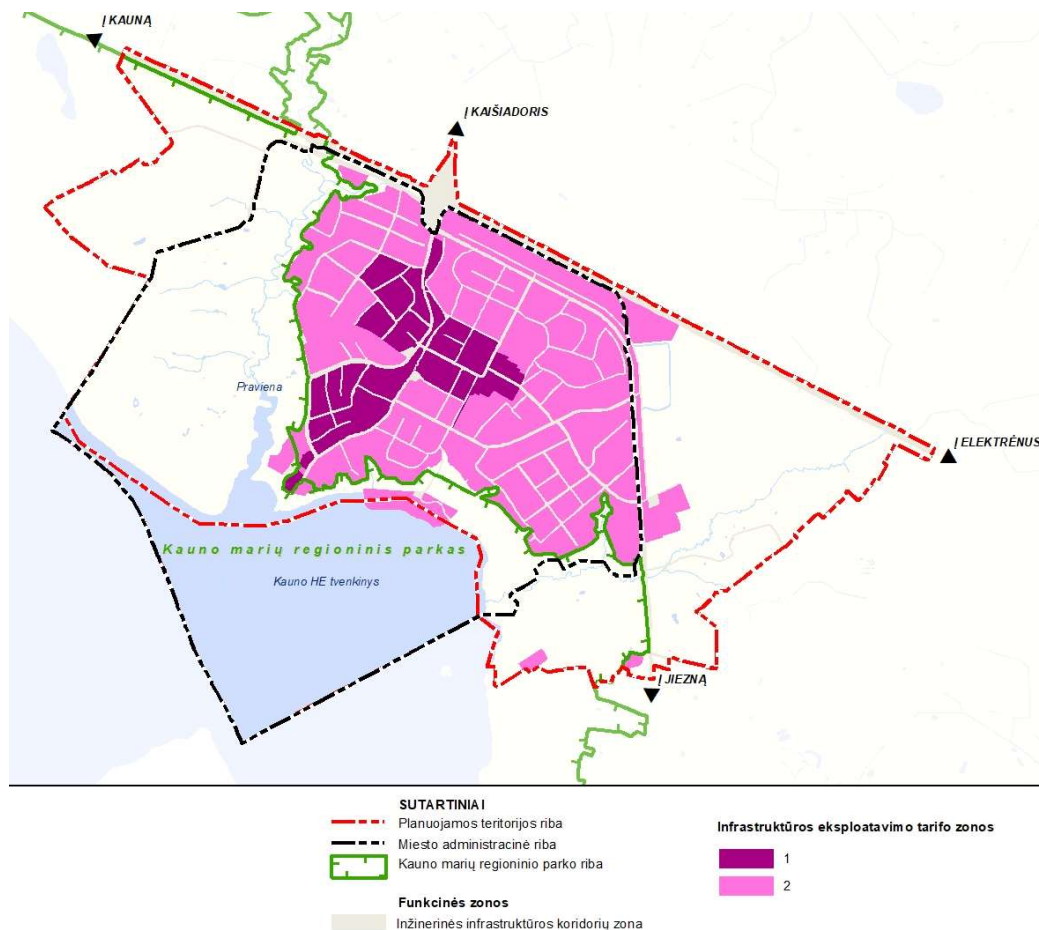 Į KAUNĄ
Į KAIŠIADORIS
Praviena
Į ELEKTRĖNUS
Kauno marių regioninis parkas
Kauno HE tvenkinys
Į JIEZNĄ
SUTARTINIAI
Planuojamos teritorijos riba
Miesto administracinė riba
Kauno marių regioninio parko riba
Funkcinės zonos
Inžinerinės infrastruktūros koridorių zona
Infrastruktūros eksploatavimo tarifo zonos
1
2